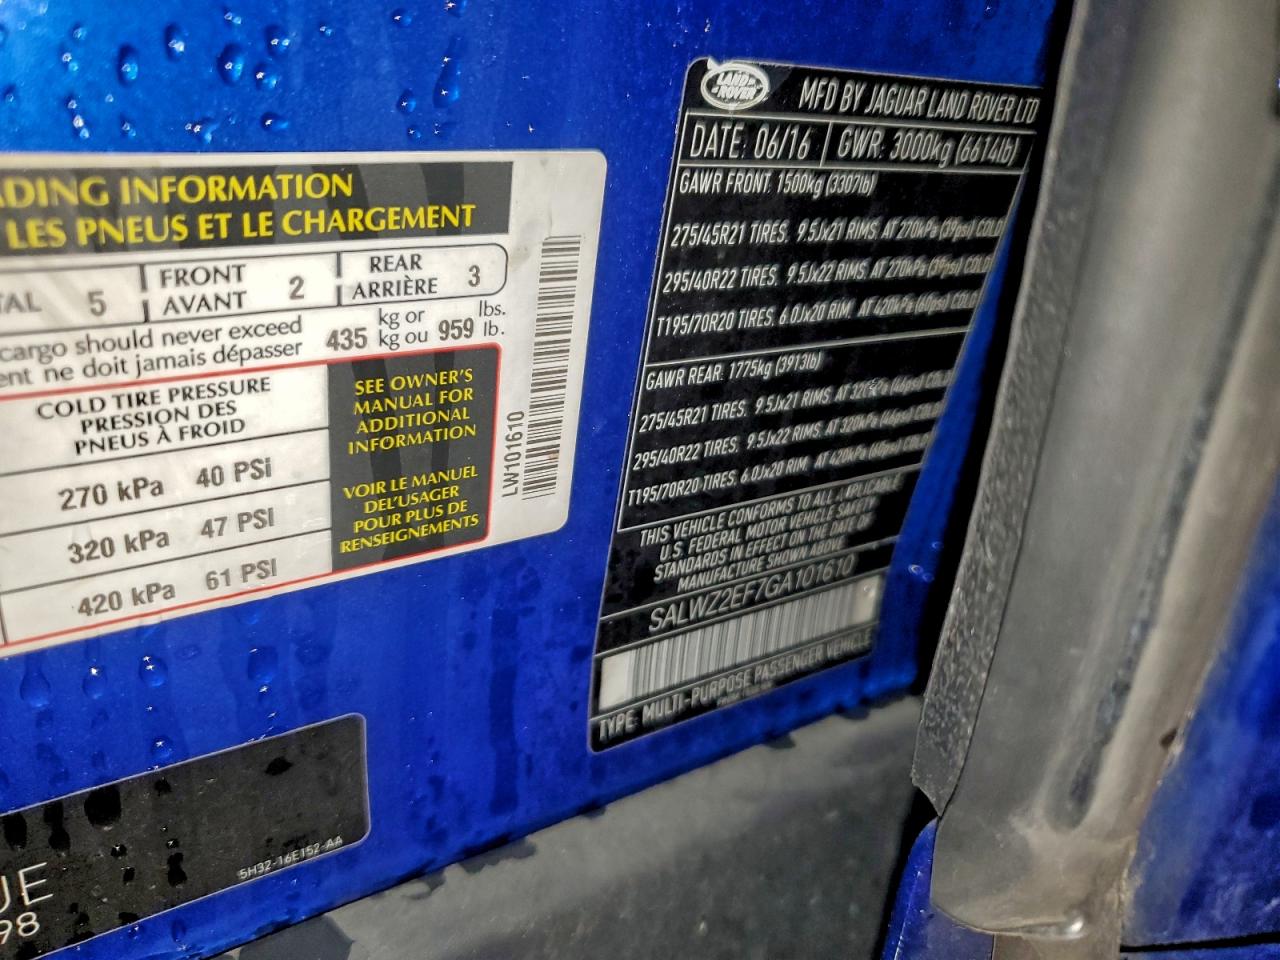 ADING INFORMATION
LES PNEUS ET LE CHARGEMENT
TAL 5 FRONT AVANT 2 REAR ARRIÈRE 3
cargo should never exceed 435 kg or 959 lbs.
ent ne doit jamais dépasser kg ou lb.
COLD TIRE PRESSURE
PRESSION DES
PNEUS À FROID
270 kPa 40 PSi
320 kPa 47 PSI
420 kPa 61 PSI
SEE OWNER'S
MANUAL FOR
ADDITIONAL
INFORMATION
VOIR LE MANUEL
DEL'USAGER
POUR PLUS DE
RENSEIGNEMENTS
LW101610
UE
98
5H32-16E152-AA
LAND ROVER
MFD BY JAGUAR LAND ROVER LTD
DATE: 06/16 GWR: 3000kg (6614lb)
GAWR FRONT. 1500kg (3307lb)
275/45R21 TIRES. 9.5Jx21 RIMS. AT 270kPa (39psi) COLD
295/40R22 TIRES. 9.5Jx22 RIMS. AT 270kPa (39psi) COLD
T195/70R20 TIRES. 6.0Jx20 RIM. AT 420kPa (60psi) COLD
GAWR REAR. 1775kg (3913lb)
275/45R21 TIRES. 9.5Jx21 RIMS. AT 320kPa (46psi) COLD
295/40R22 TIRES. 9.5Jx22 RIMS. AT 320kPa (46psi) COLD
T195/70R20 TIRES. 6.0Jx20 RIM. AT 420kPa (60psi) COLD
THIS VEHICLE CONFORMS TO ALL APPLICABLE
U.S. FEDERAL MOTOR VEHICLE SAFETY
STANDARDS IN EFFECT ON THE DATE OF
MANUFACTURE SHOWN ABOVE
SALWZ2EF7GA101610
TYPE: MULTI-PURPOSE PASSENGER VEHICLE